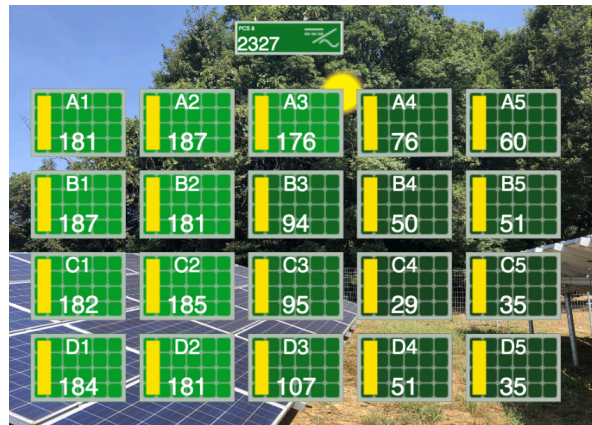 PCS 8
2327
A1 A2 A3 A4 A5
181 187 176 76 60
B1 B2 B3 B4 B5
187 181 94 50 51
C1 C2 C3 C4 C5
182 185 95 29 35
D1 D2 D3 D4 D5
184 181 107 51 35